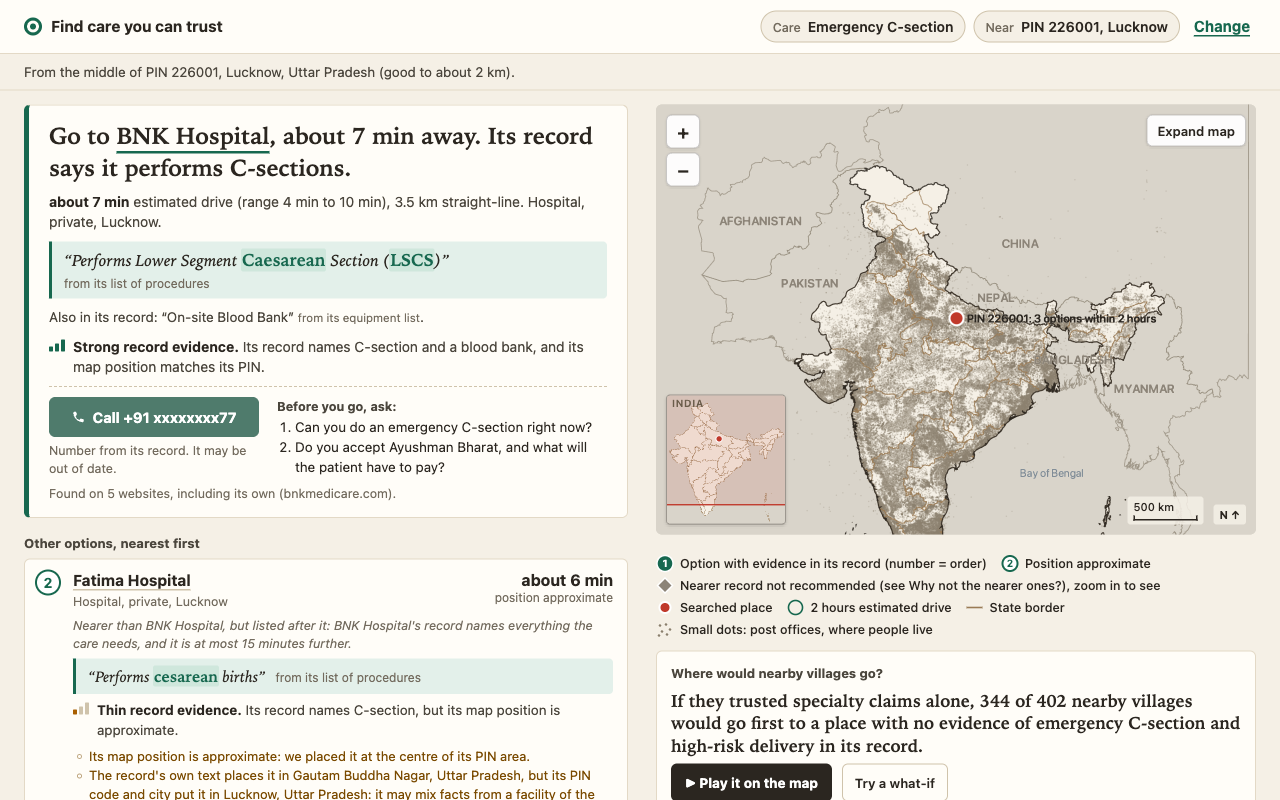 Find care you can trust
Care Emergency C-section
Near PIN 226001, Lucknow
Change
From the middle of PIN 226001, Lucknow, Uttar Pradesh (good to about 2 km).
Go to BNK Hospital, about 7 min away. Its record
says it performs C-sections.
about 7 min estimated drive (range 4 min to 10 min), 3.5 km straight-line. Hospital,
private, Lucknow.
“Performs Lower Segment Caesarean Section (LSCS)”
from its list of procedures
Also in its record: “On-site Blood Bank” from its equipment list.
Strong record evidence. Its record names C-section and a blood bank, and its
map position matches its PIN.
Call +91 xxxxxxxx77
Number from its record. It may be
out of date.
Before you go, ask:
1. Can you do an emergency C-section right now?
2. Do you accept Ayushman Bharat, and what will
the patient have to pay?
Found on 5 websites, including its own (bnkmedicare.com).
Other options, nearest first
2
Fatima Hospital
about 6 min
Hospital, private, Lucknow
position approximate
Nearer than BNK Hospital, but listed after it: BNK Hospital's record names everything the
care needs, and it is at most 15 minutes further.
“Performs cesarean births” from its list of procedures
Thin record evidence. Its record names C-section, but its map position is
approximate.
Its map position is approximate: we placed it at the centre of its PIN area.
The record's own text places it in Gautam Buddha Nagar, Uttar Pradesh, but its PIN
code and city put it in Lucknow, Uttar Pradesh: it may mix facts from a facility of the
+
−
Expand map
AFGHANISTAN
CHINA
PAKISTAN
NEPAL
PIN 226001: 3 options within 2 hours
NGLADESH
MYANMAR
INDIA
Bay of Bengal
500 km
N ↑
1 Option with evidence in its record (number = order)
2 Position approximate
Nearer record not recommended (see Why not the nearer ones?), zoom in to see
Searched place
2 hours estimated drive
State border
Small dots: post offices, where people live
Where would nearby villages go?
If they trusted specialty claims alone, 344 of 402 nearby villages
would go first to a place with no evidence of emergency C-section and
high-risk delivery in its record.
Play it on the map
Try a what-if